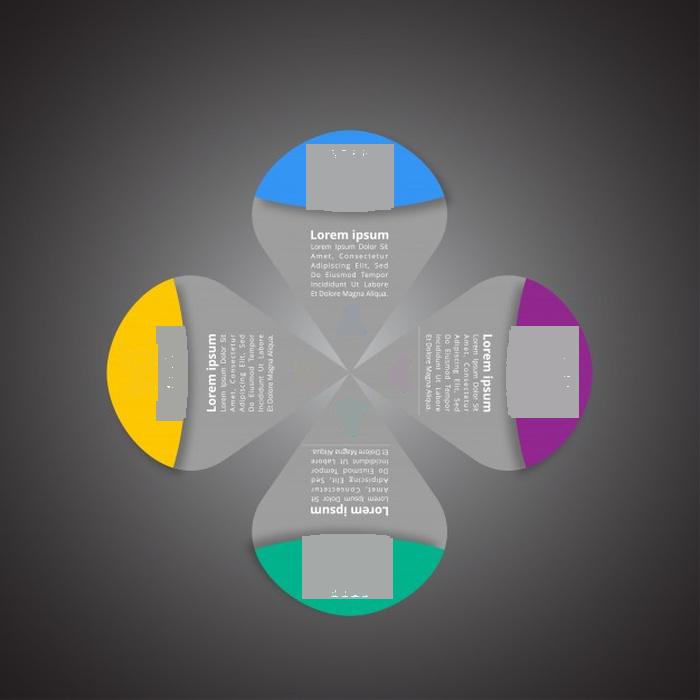 Lorem ipsum
Lorem Ipsum Dolor Sit
Amet, Consectetur
Adipiscing Elit, Sed
Do Eiusmod Tempor
Incididunt Ut Labore
Et Dolore Magna Aliqua.
Lorem ipsum
Lorem Ipsum Dolor Sit
Amet, Consectetur
Adipiscing Elit, Sed
Do Eiusmod Tempor
Incididunt Ut Labore
Et Dolore Magna Aliqua.
Lorem ipsum
Lorem Ipsum Dolor Sit
Amet, Consectetur
Adipiscing Elit, Sed
Do Eiusmod Tempor
Incididunt Ut Labore
Et Dolore Magna Aliqua.
Lorem ipsum
Lorem Ipsum Dolor Sit
Amet, Consectetur
Adipiscing Elit, Sed
Do Eiusmod Tempor
Incididunt Ut Labore
Et Dolore Magna Aliqua.